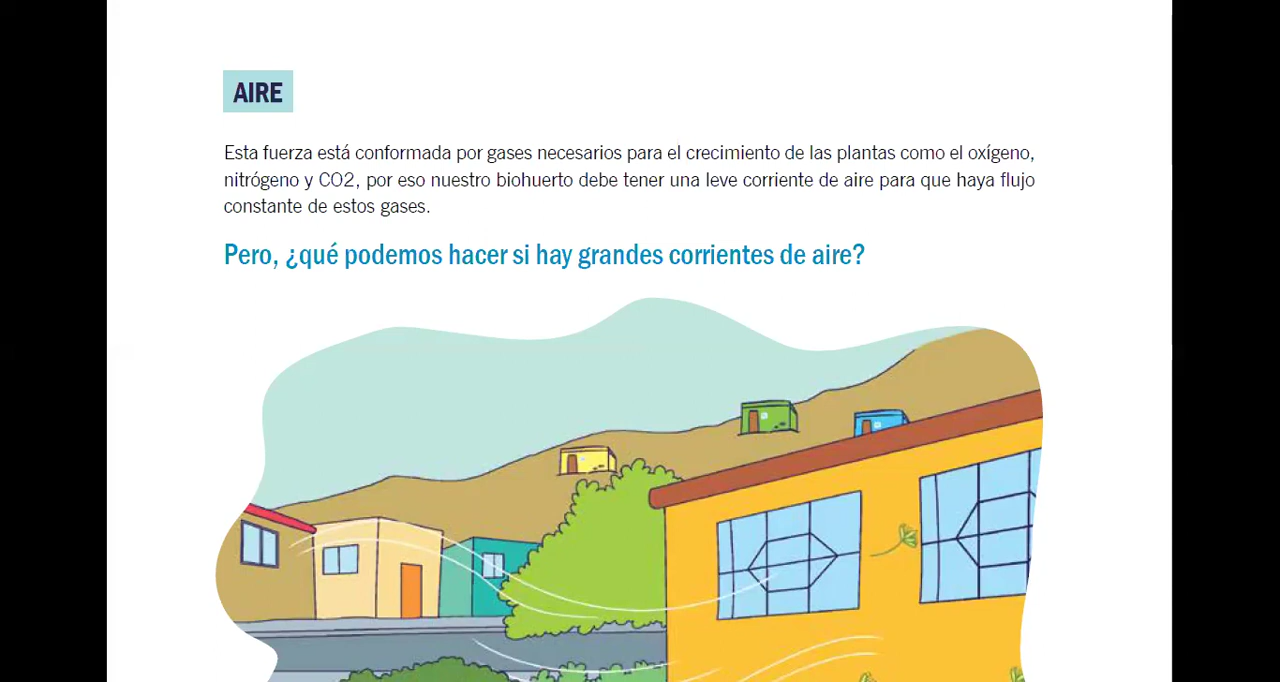 AIRE
Esta fuerza está conformada por gases necesarios para el crecimiento de las plantas como el oxígeno,
nitrógeno y CO2, por eso nuestro biohuerto debe tener una leve corriente de aire para que haya flujo
constante de estos gases.
Pero, ¿qué podemos hacer si hay grandes corrientes de aire?